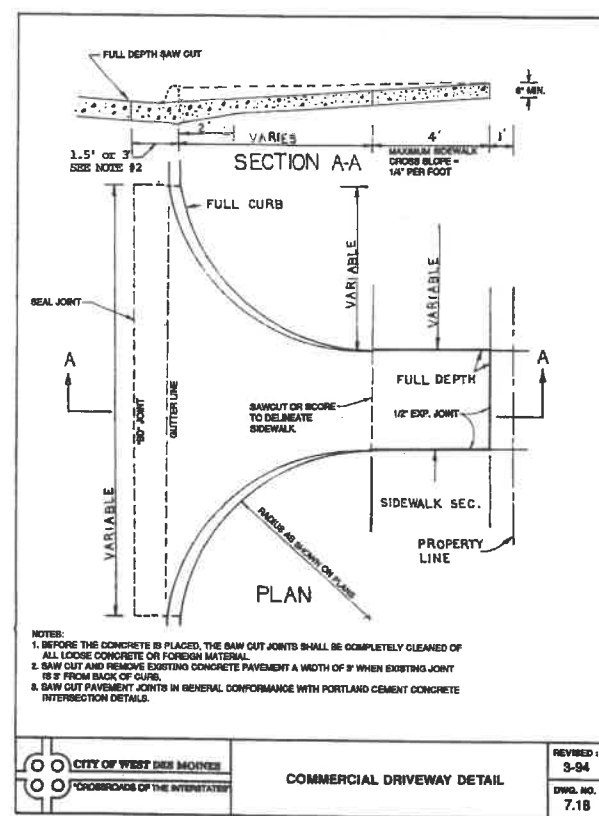 FULL DEPTH SAW CUT
6" MIN.
2'
VARIES
4'
1'
1.5' or 3'
SEE NOTE #2
SECTION A-A
MAXIMUM SIDEWALK
CROSS SLOPE =
1/4" PER FOOT
FULL CURB
VARIABLE
VARIABLE
SEAL JOINT
A
A
FULL DEPTH
SAWCUT OR SCORE
TO DELINEATE
SIDEWALK.
1/2" EXP. JOINT
"BD" JOINT
GUTTER LINE
VARIABLE
SIDEWALK SEC.
RADIUS AS SHOWN ON PLANS
PROPERTY
LINE
PLAN
NOTES:
1. BEFORE THE CONCRETE IS PLACED, THE SAW CUT JOINTS SHALL BE COMPLETELY CLEANED OF
ALL LOOSE CONCRETE OR FOREIGN MATERIAL.
2. SAW CUT AND REMOVE EXISTING CONCRETE PAVEMENT A WIDTH OF 3' WHEN EXISTING JOINT
IS 3' FROM BACK OF CURB.
3. SAW CUT PAVEMENT JOINTS IN GENERAL CONFORMANCE WITH PORTLAND CEMENT CONCRETE
INTERSECTION DETAILS.
CITY OF WEST DES MOINES
"CROSSROADS OF THE INTERSTATES"
COMMERCIAL DRIVEWAY DETAIL
REVISED :
3-94
DWG. NO.
7.18